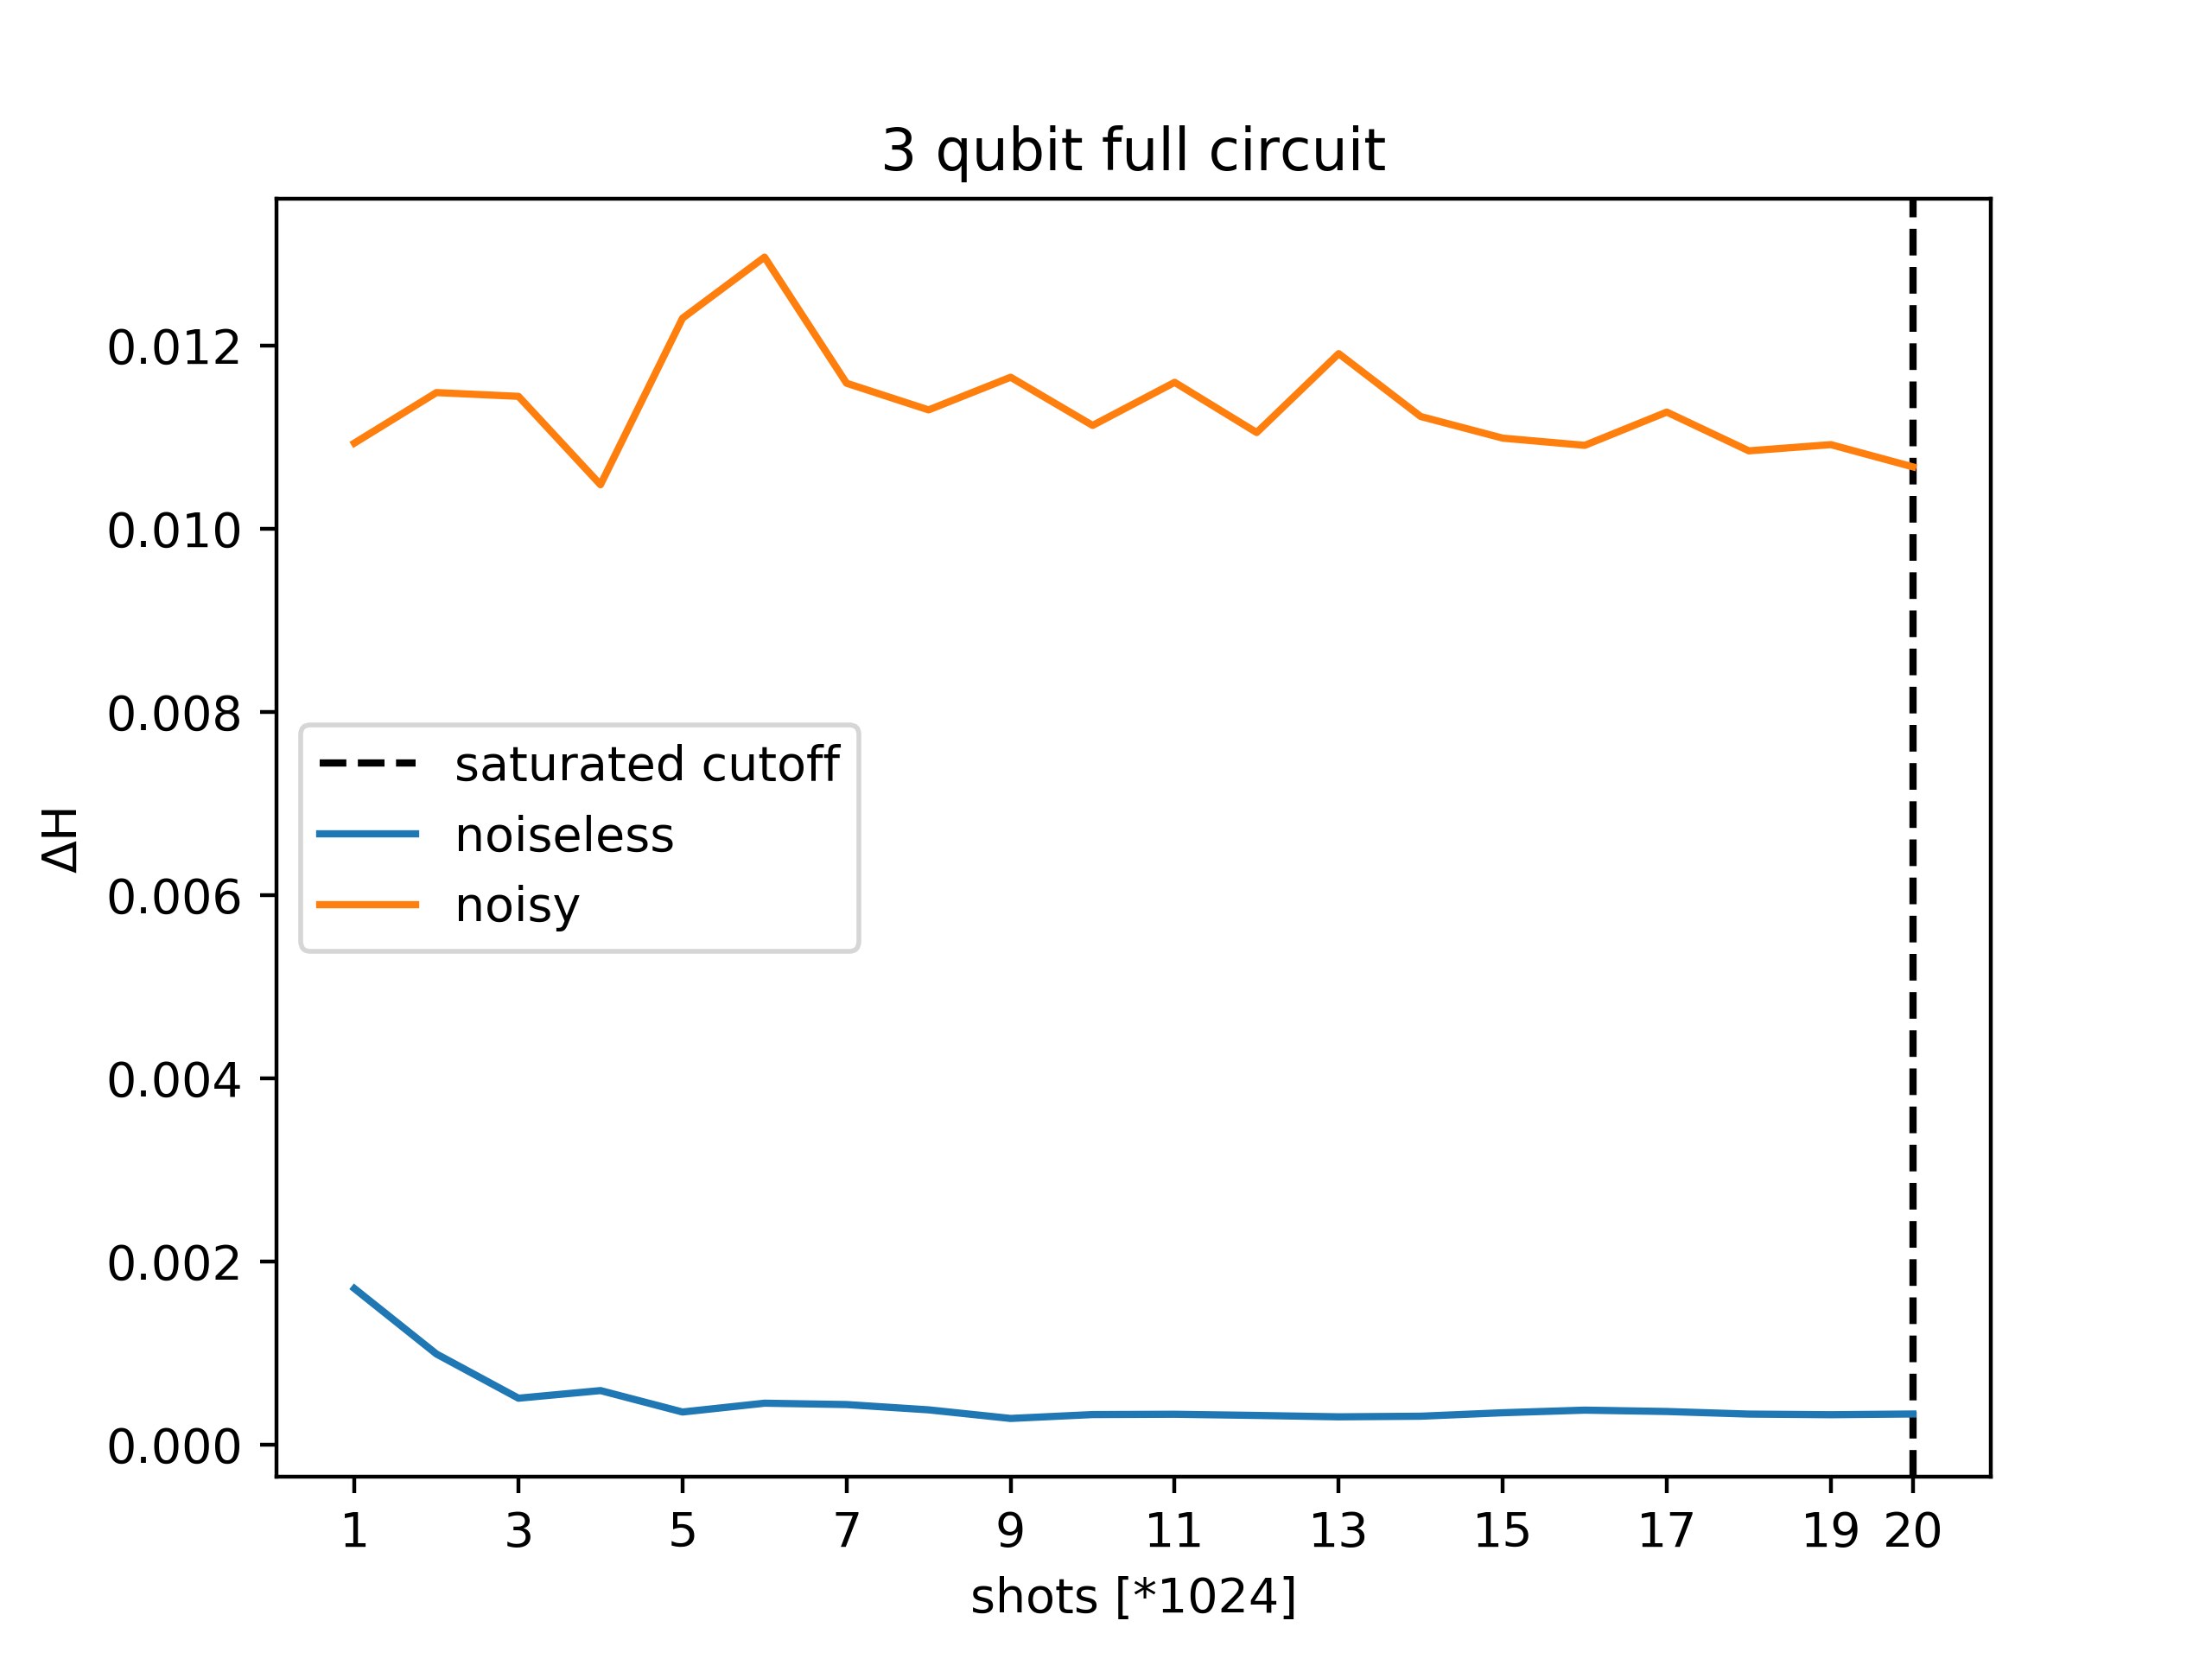 3 qubit full circuit
0.012
0.010
0.008
0.006
0.004
0.002
0.000
ΔH
saturated cutoff
noiseless
noisy
1 3 5 7 9 11 13 15 17 19 20
shots [*1024]